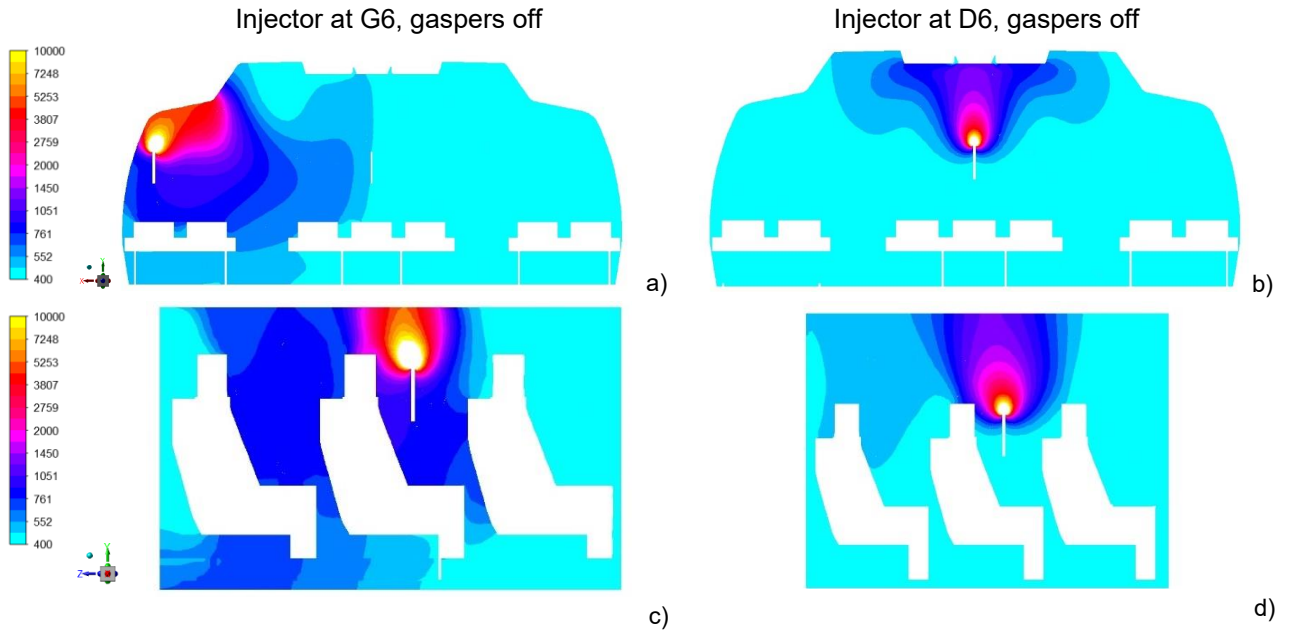 Injector at G6, gaspers off
Injector at D6, gaspers off
10000
7248
5253
3807
2759
2000
1450
1051
761
552
400
Y
X
a)
b)
10000
7248
5253
3807
2759
2000
1450
1051
761
552
400
Y
Z
c)
d)